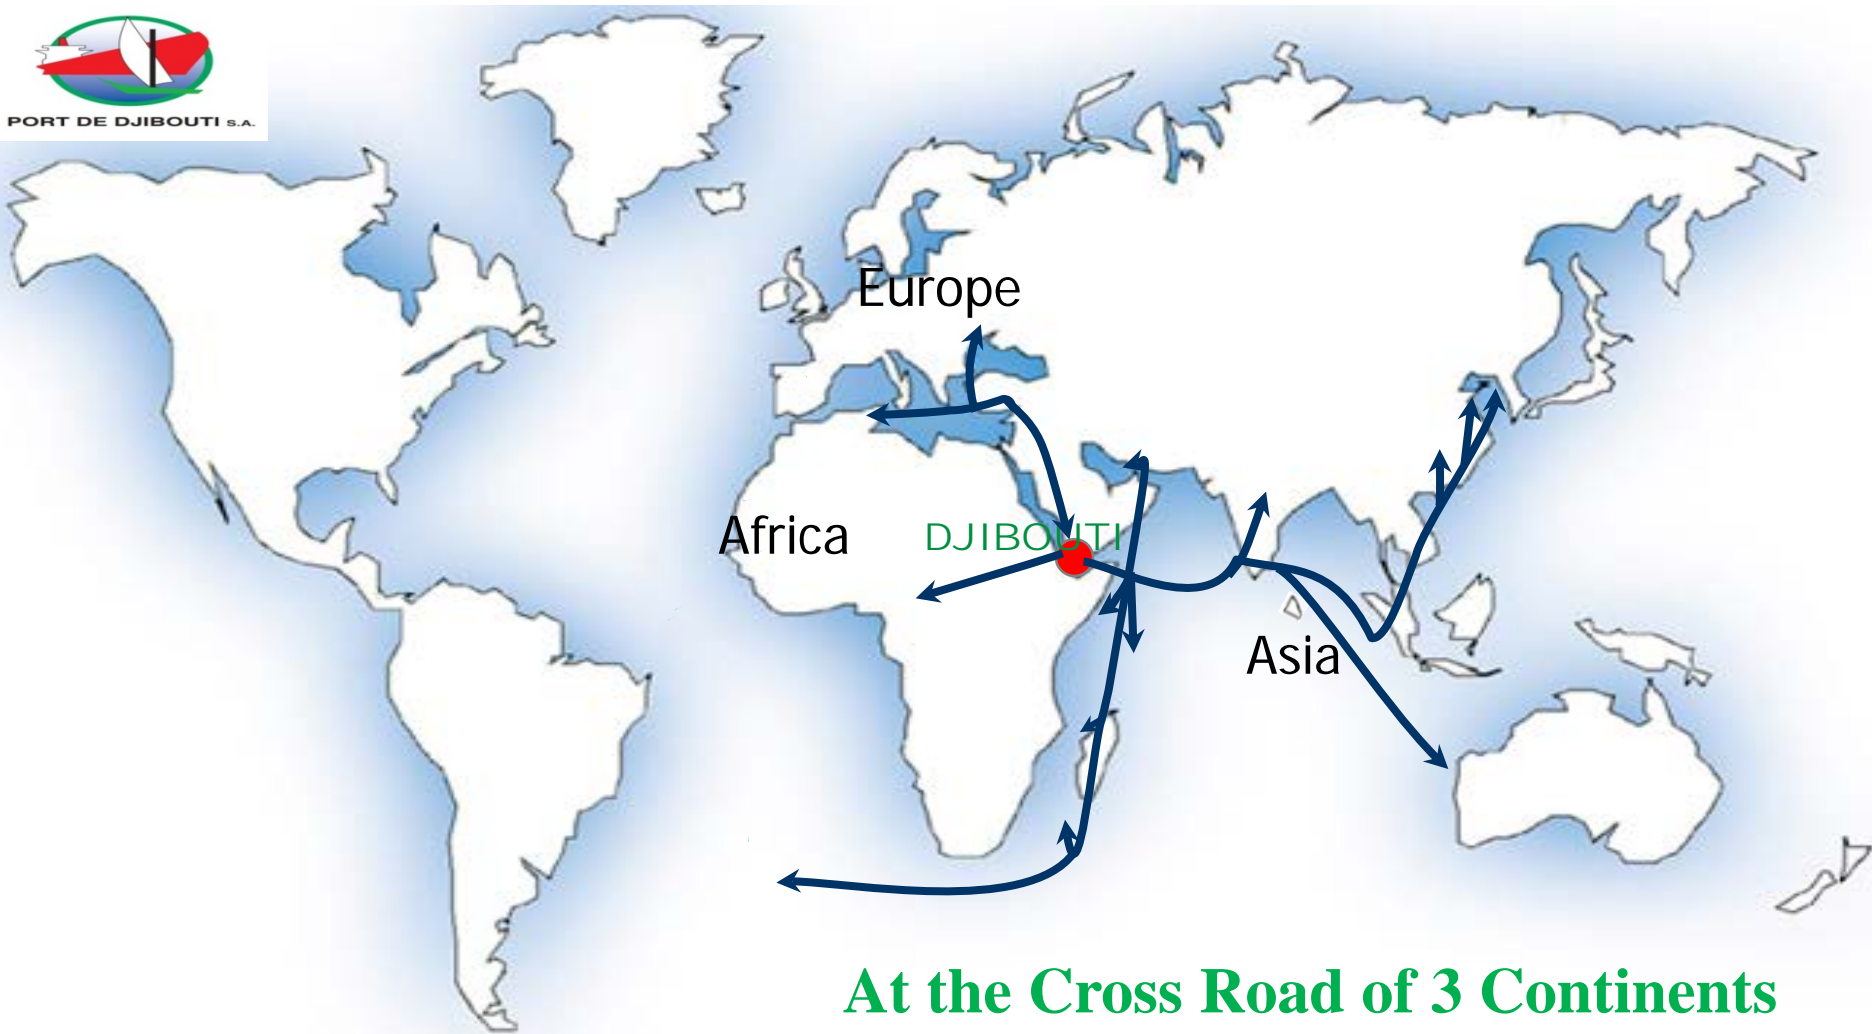 PORT DE DJIBOUTI S.A.
Europe
Africa
DJIBOUTI
Asia
At the Cross Road of 3 Continents